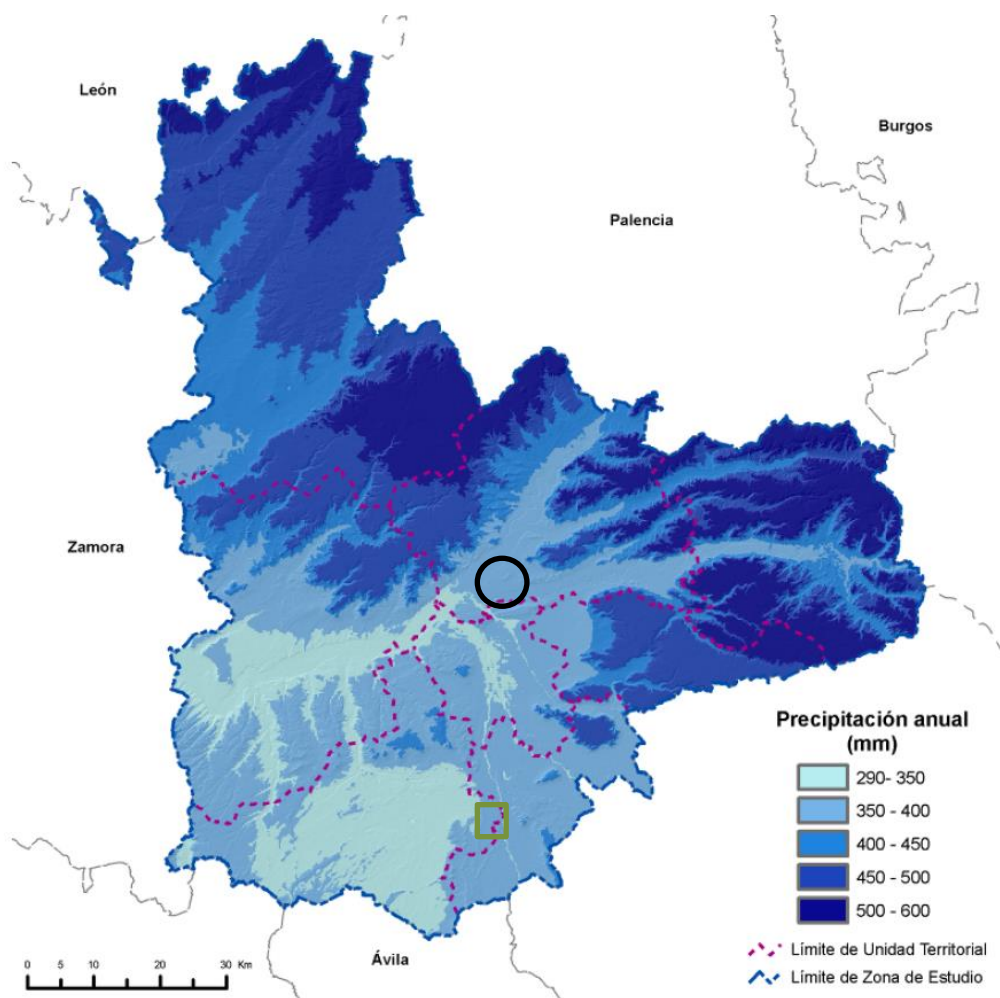 León
Burgos
Palencia
Zamora
Precipitación anual
(mm)
290- 350
350 - 400
400 - 450
450 - 500
500 - 600
Límite de Unidad Territorial
Límite de Zona de Estudio
Ávila
0 5 10 20 30 Km